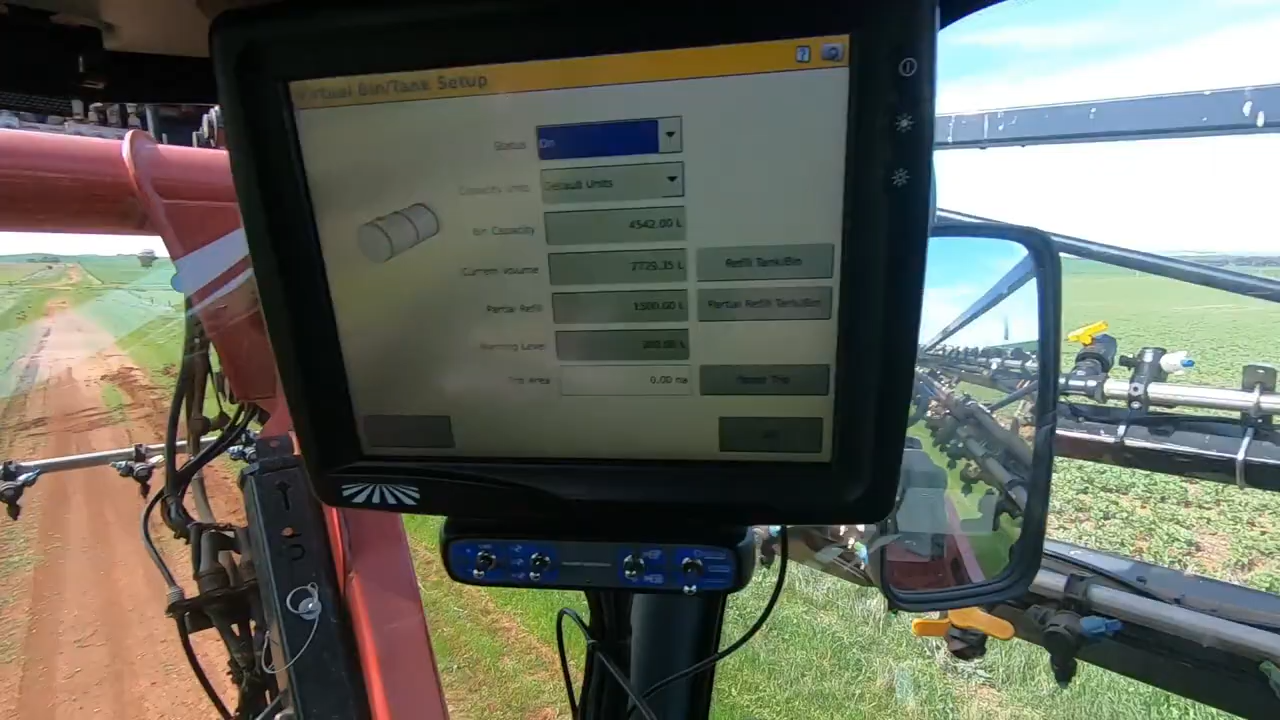 Virtual Bin/Tank Setup
?
Status
On
Capacity Units
Default Units
Bin Capacity
4542.00 L
Current Volume
7729.35 L
Refill Tank/Bin
Partial Refill
1500.00 L
Partial Refill Tank/Bin
Warning Level
Trip Area
0.00 ha
Reset Trip